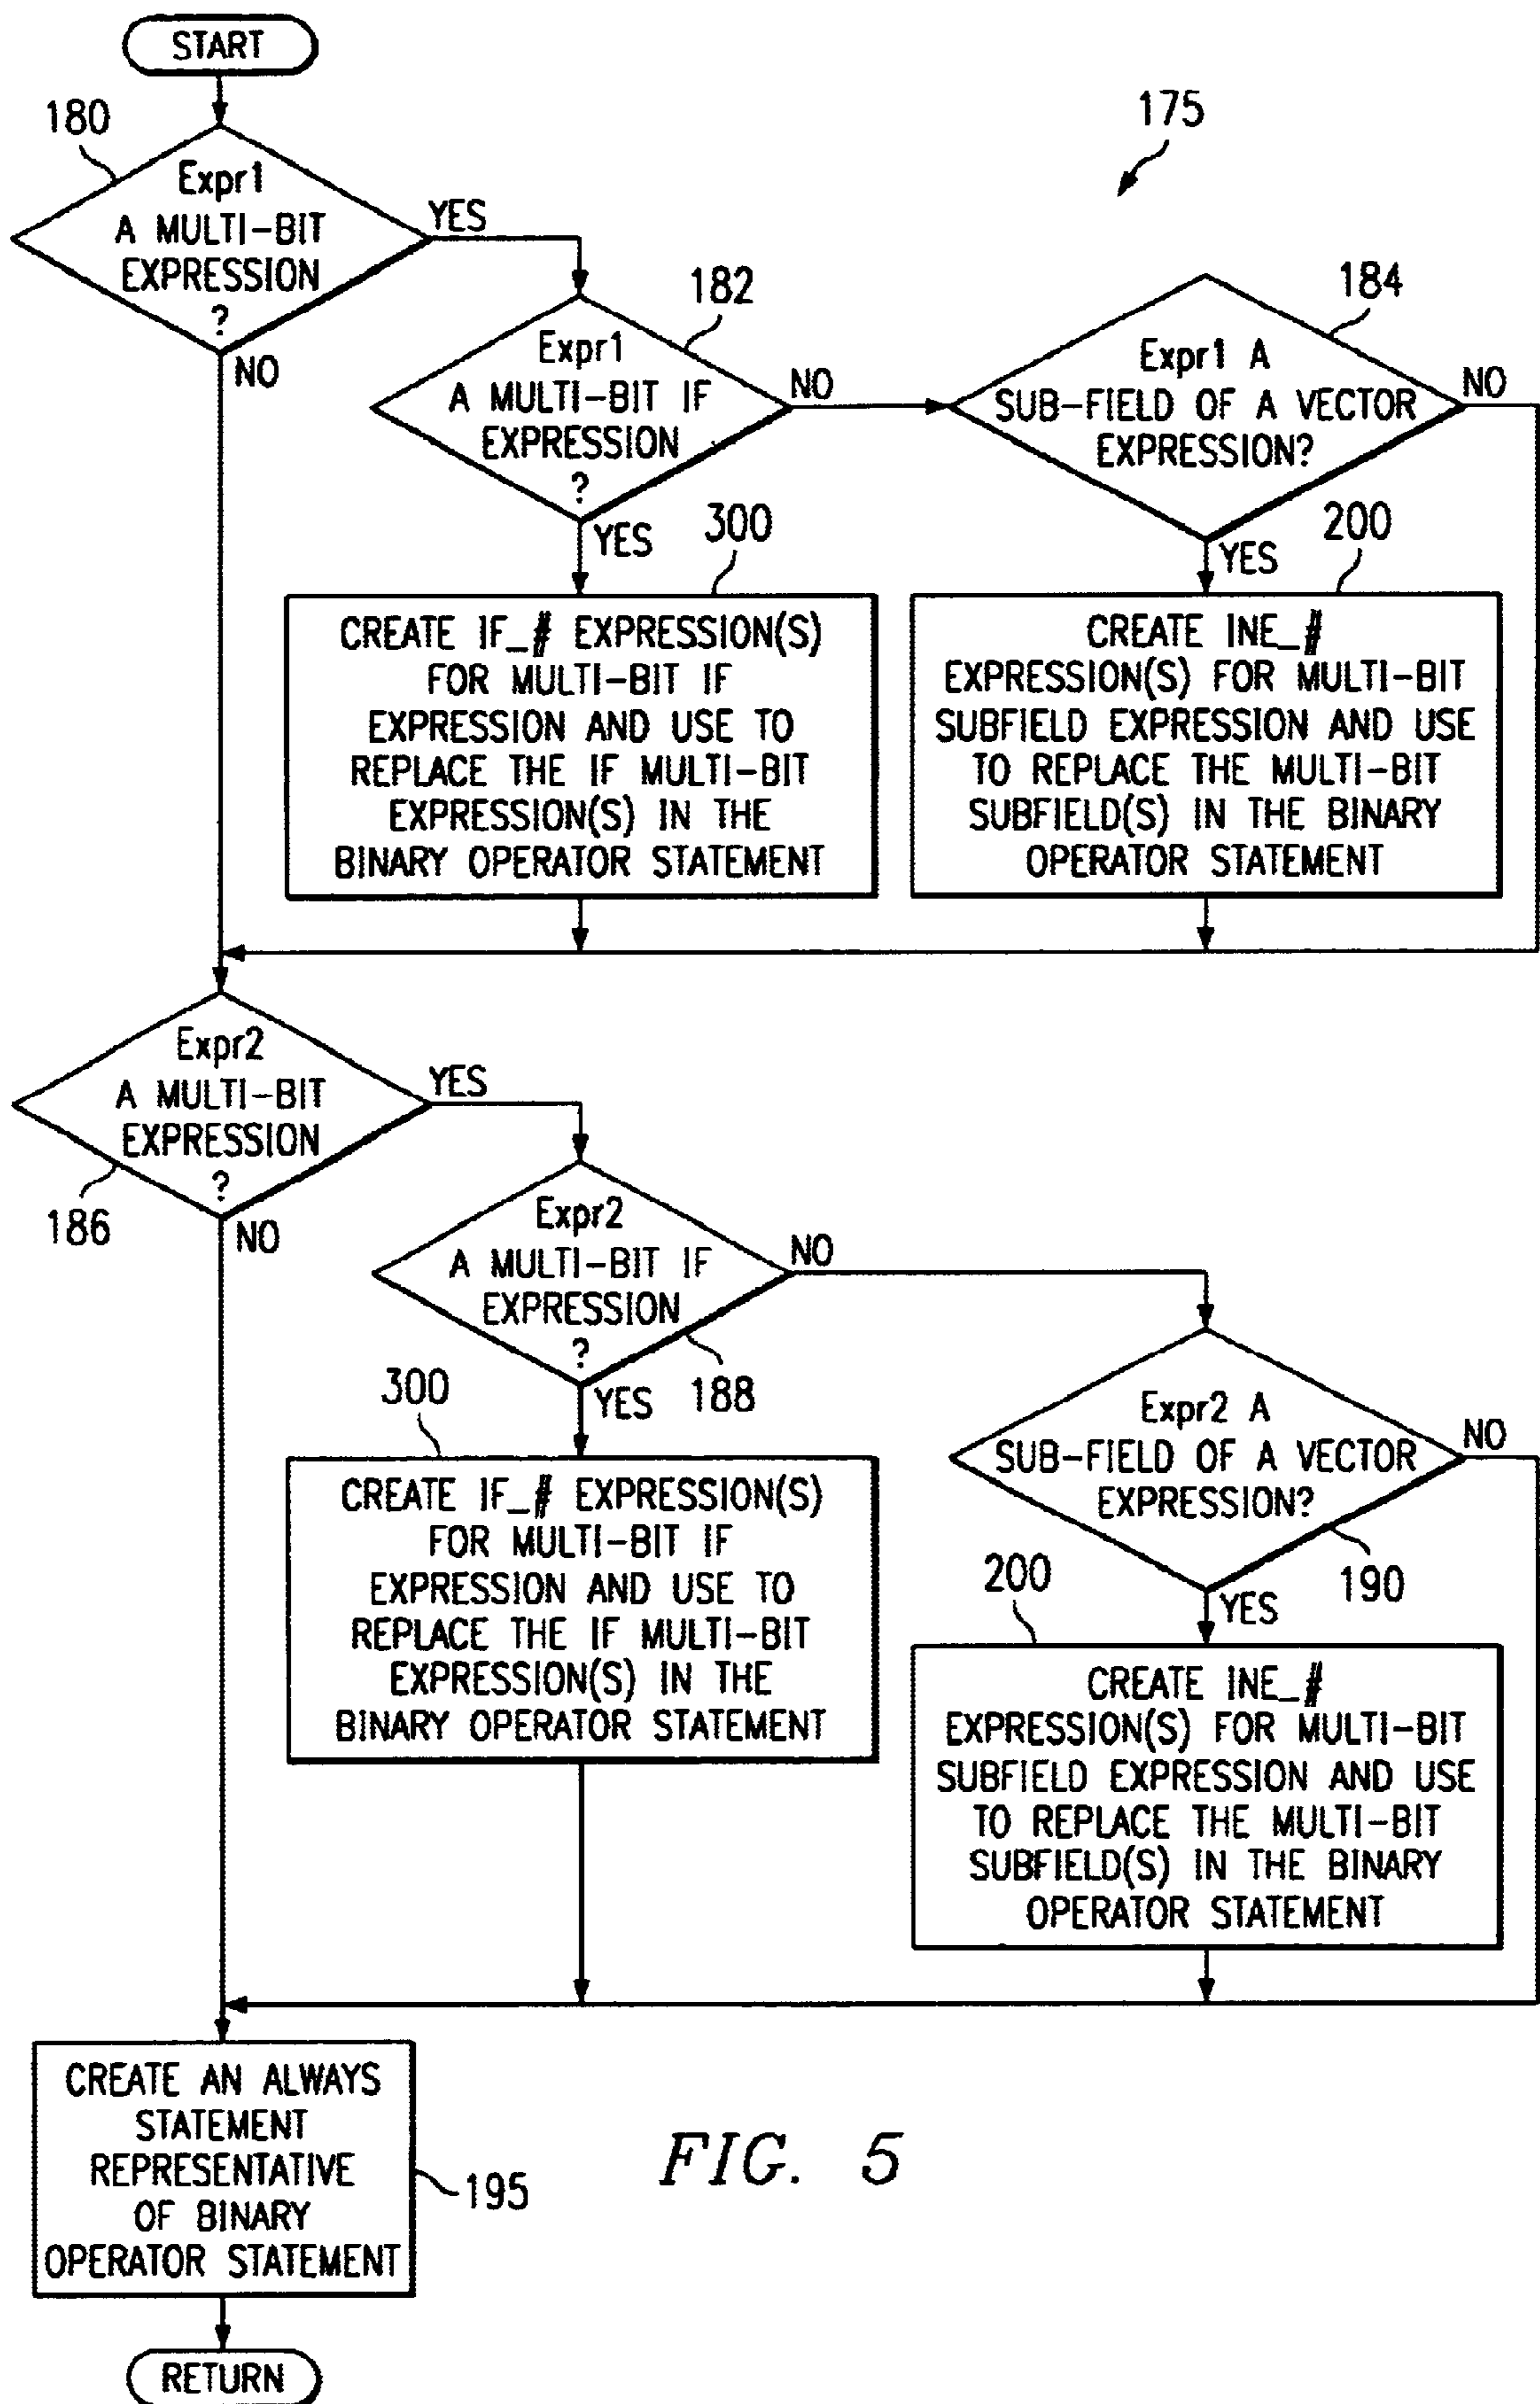 START
180
175
Expr1
A MULTI-BIT
EXPRESSION
?
YES
NO
182
Expr1
A MULTI-BIT IF
EXPRESSION
?
NO
YES
184
Expr1 A
SUB-FIELD OF A VECTOR
EXPRESSION?
NO
YES
300
CREATE IF_# EXPRESSION(S)
FOR MULTI-BIT IF
EXPRESSION AND USE TO
REPLACE THE IF MULTI-BIT
EXPRESSION(S) IN THE
BINARY OPERATOR STATEMENT
200
CREATE INE_#
EXPRESSION(S) FOR MULTI-BIT
SUBFIELD EXPRESSION AND USE
TO REPLACE THE MULTI-BIT
SUBFIELD(S) IN THE BINARY
OPERATOR STATEMENT
Expr2
A MULTI-BIT
EXPRESSION
?
YES
186
NO
Expr2
A MULTI-BIT IF
EXPRESSION
?
NO
188
YES
Expr2 A
SUB-FIELD OF A VECTOR
EXPRESSION?
NO
190
YES
300
CREATE IF_# EXPRESSION(S)
FOR MULTI-BIT IF
EXPRESSION AND USE TO
REPLACE THE IF MULTI-BIT
EXPRESSION(S) IN THE
BINARY OPERATOR STATEMENT
200
CREATE INE_#
EXPRESSION(S) FOR MULTI-BIT
SUBFIELD EXPRESSION AND USE
TO REPLACE THE MULTI-BIT
SUBFIELD(S) IN THE BINARY
OPERATOR STATEMENT
CREATE AN ALWAYS
STATEMENT
REPRESENTATIVE
OF BINARY
OPERATOR STATEMENT
195
FIG. 5
RETURN